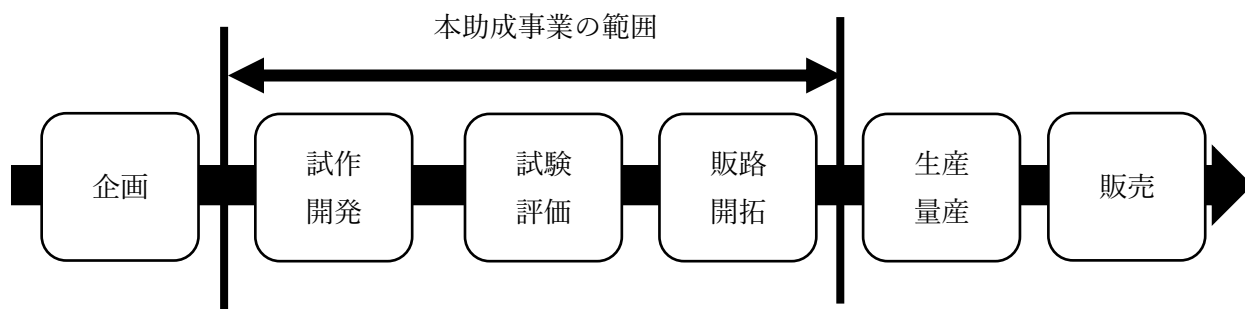 本助成事業の範囲
企画
試作
開発
試験
評価
販路
開拓
生産
量産
販売